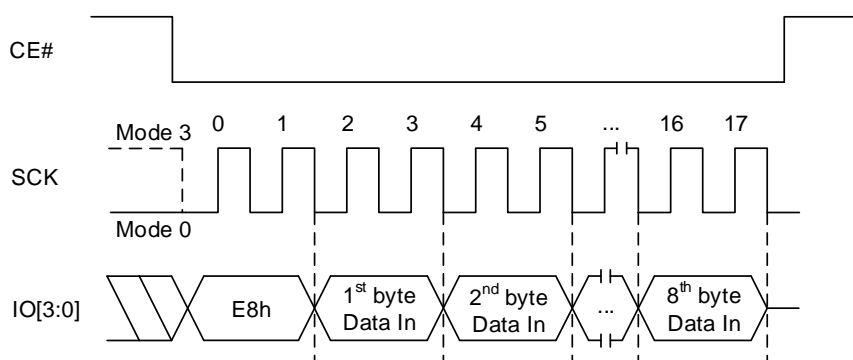 CE#
Mode 3 0 1 2 3 4 5 ... 16 17
SCK
Mode 0
IO[3:0] E8h 1st byte Data In 2nd byte Data In ... 8th byte Data In